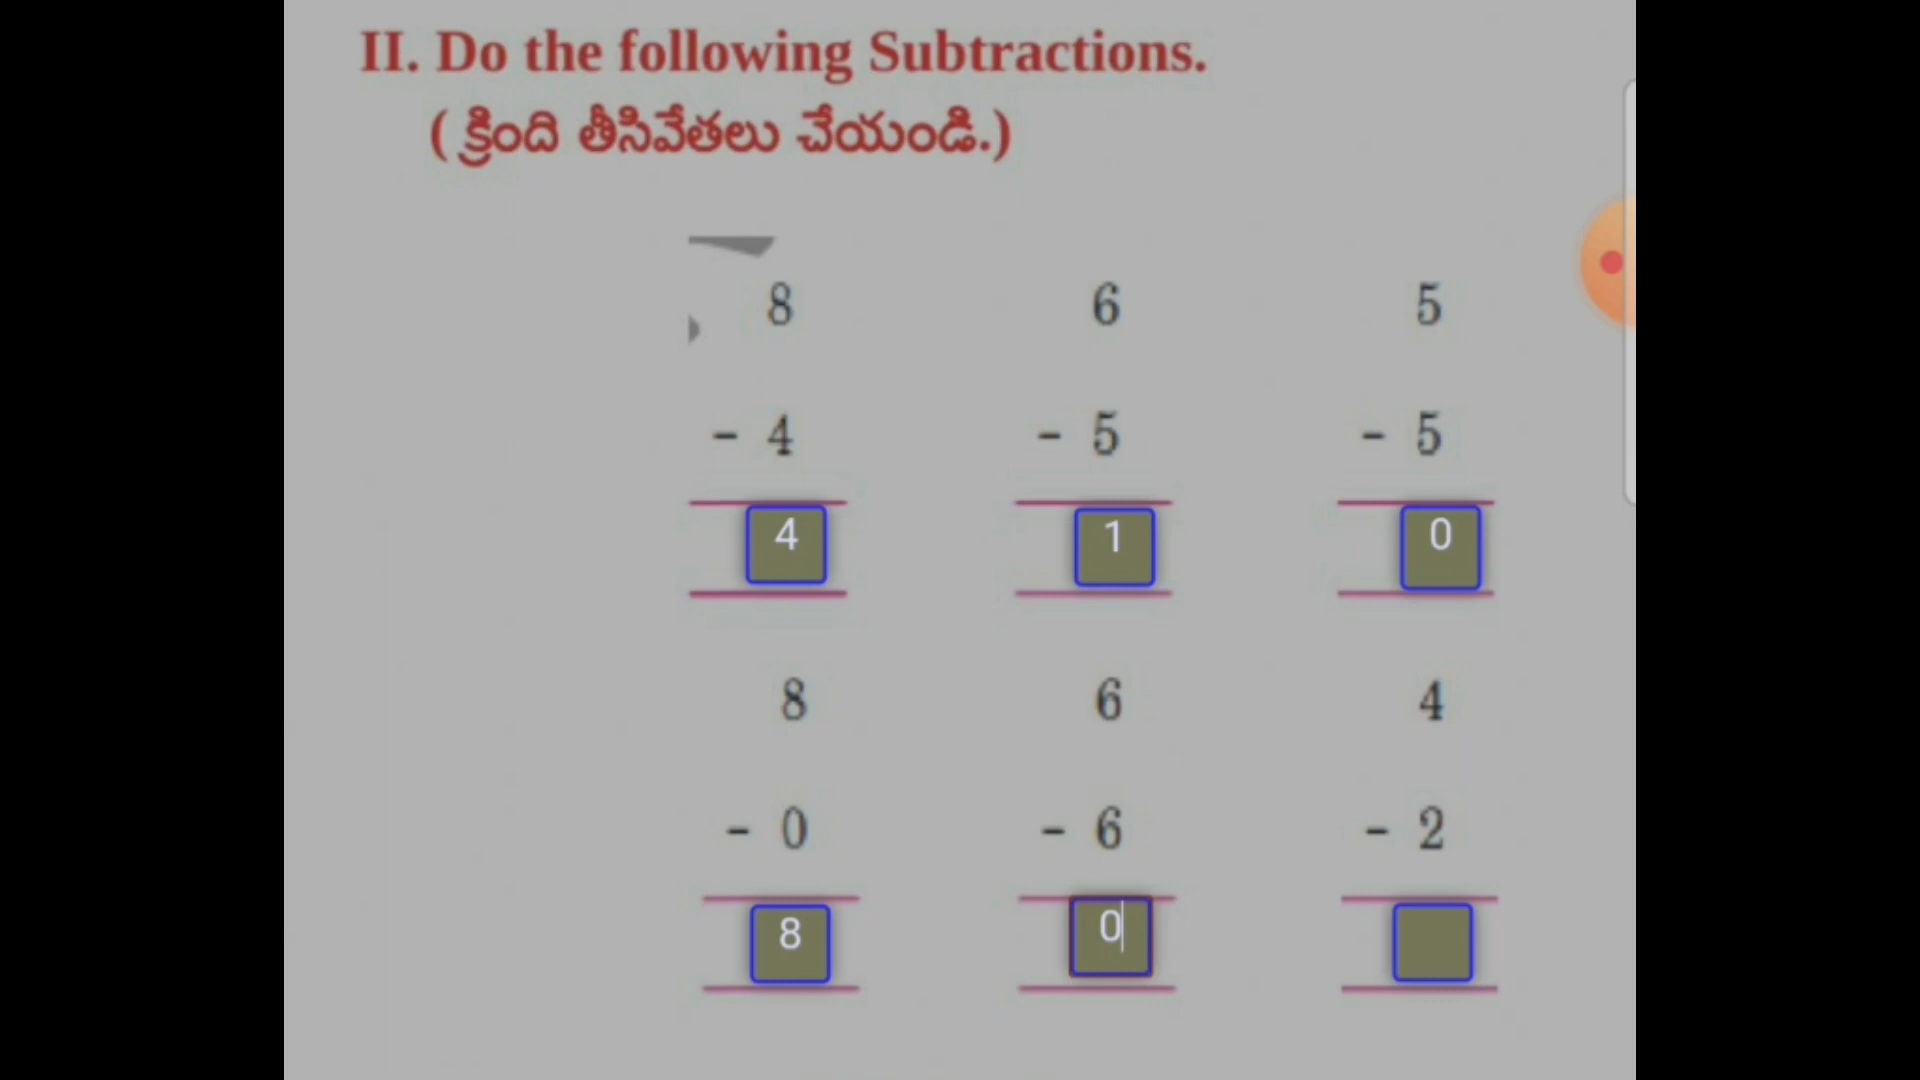 II. Do the following Subtractions.
( క్రింది తీసివేతలు చేయండి.)
8 6 5
- 4 - 5 - 5
4 1 0
8 6 4
- 0 - 6 - 2
8 0